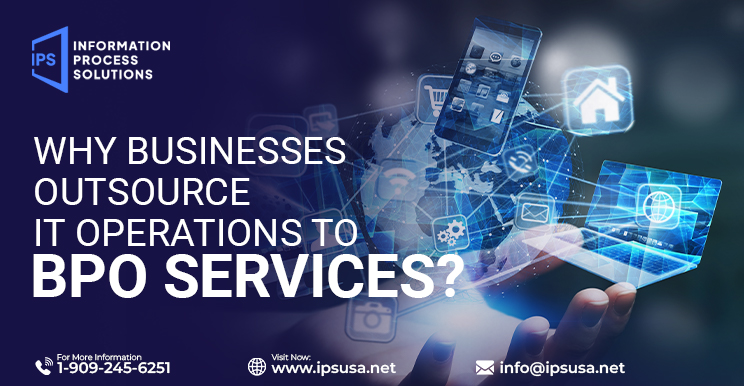 IPS
INFORMATION
PROCESS
SOLUTIONS
WHY BUSINESSES
OUTSOURCE
IT OPERATIONS TO
BPO SERVICES?
For More Information
1-909-245-6251
Visit Now:
www.ipsusa.net
info@ipsusa.net